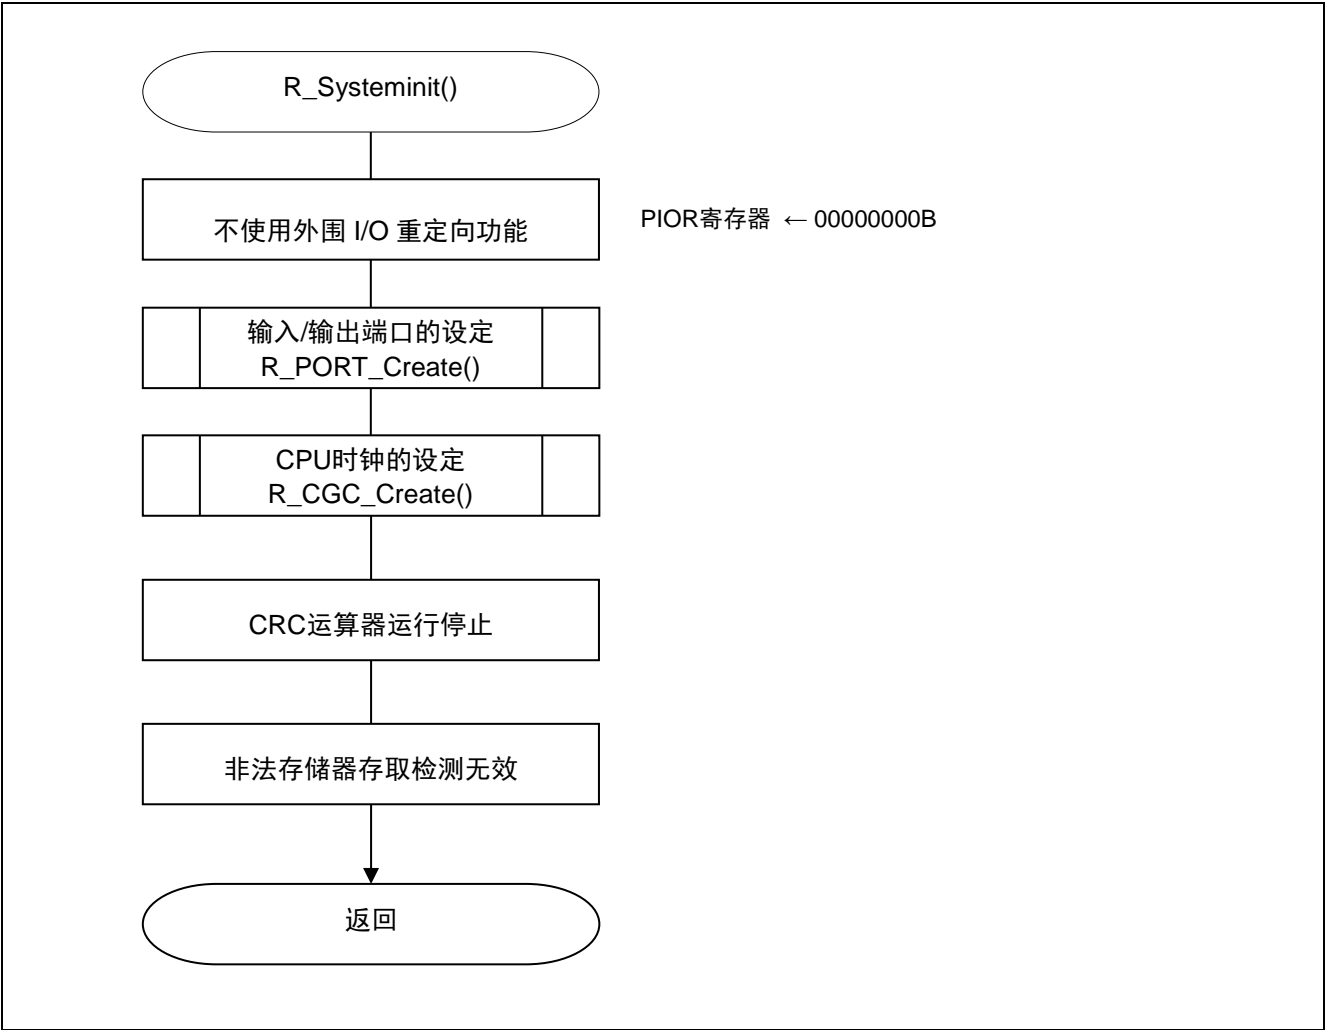 R_Systeminit()
不使用外围 I/O 重定向功能
PIOR寄存器 ← 00000000B
输入/输出端口的设定
R_PORT_Create()
CPU时钟的设定
R_CGC_Create()
CRC运算器运行停止
非法存储器存取检测无效
返回